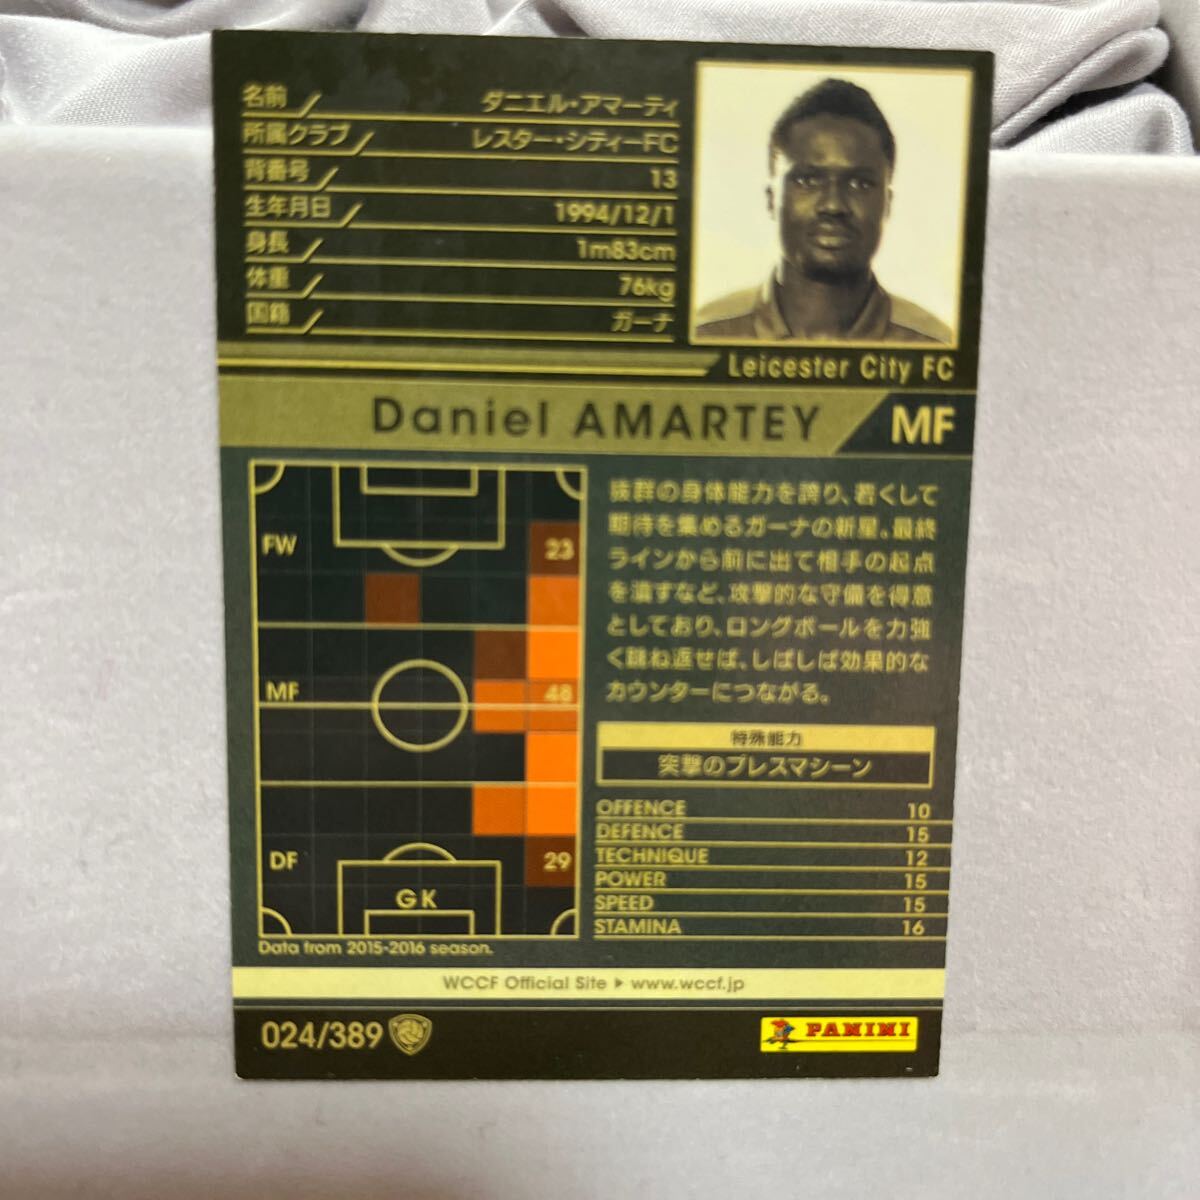 名前 ダニエル・アマーティ
所属クラブ レスター・シティーFC
背番号 13
生年月日 1994/12/1
身長 1m83cm
体重 76kg
国籍 ガーナ
Leicester City FC
Daniel AMARTEY MF
FW 23
MF 48
DF 29
GK
Data from 2015-2016 season.
抜群の身体能力を誇り、若くして
期待を集めるガーナの新星。最終
ラインから前に出て相手の起点
を潰すなど、攻撃的な守備を得意
としており、ロングボールを力強
く跳ね返せば、しばしば効果的な
カウンターにつながる。
特殊能力
突撃のプレスマシーン
OFFENCE 10
DEFENCE 15
TECHNIQUE 12
POWER 15
SPEED 15
STAMINA 16
WCCF Official Site ▶ www.wccf.jp
024/389
PANINI